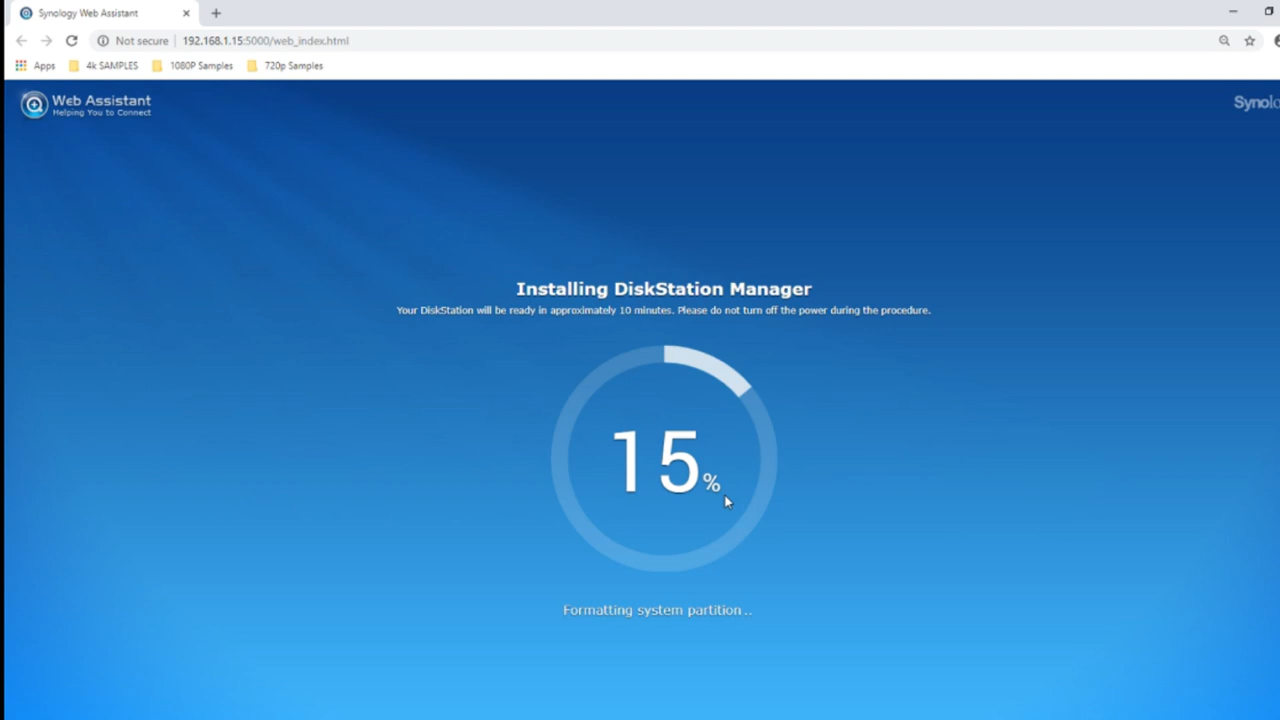 Synology Web Assistant
Not secure 192.168.1.15:5000/web_index.html
Apps 4k SAMPLES 1080P Samples 720p Samples
Web Assistant
Helping You to Connect
Installing DiskStation Manager
Your DiskStation will be ready in approximately 10 minutes. Please do not turn off the power during the procedure.
15%
Formatting system partition..